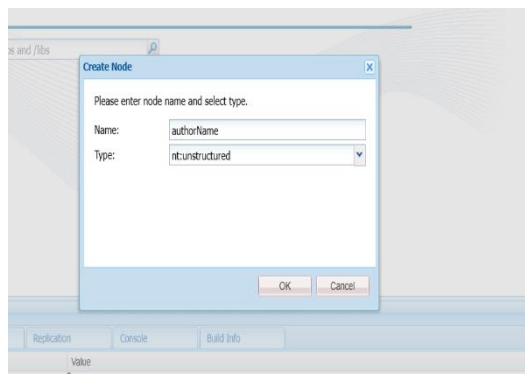 ps and /libs
Create Node
Please enter node name and select type.
Name:
authorName
Type:
nt:unstructured
OK
Cancel
Replication
Console
Build Info
Value